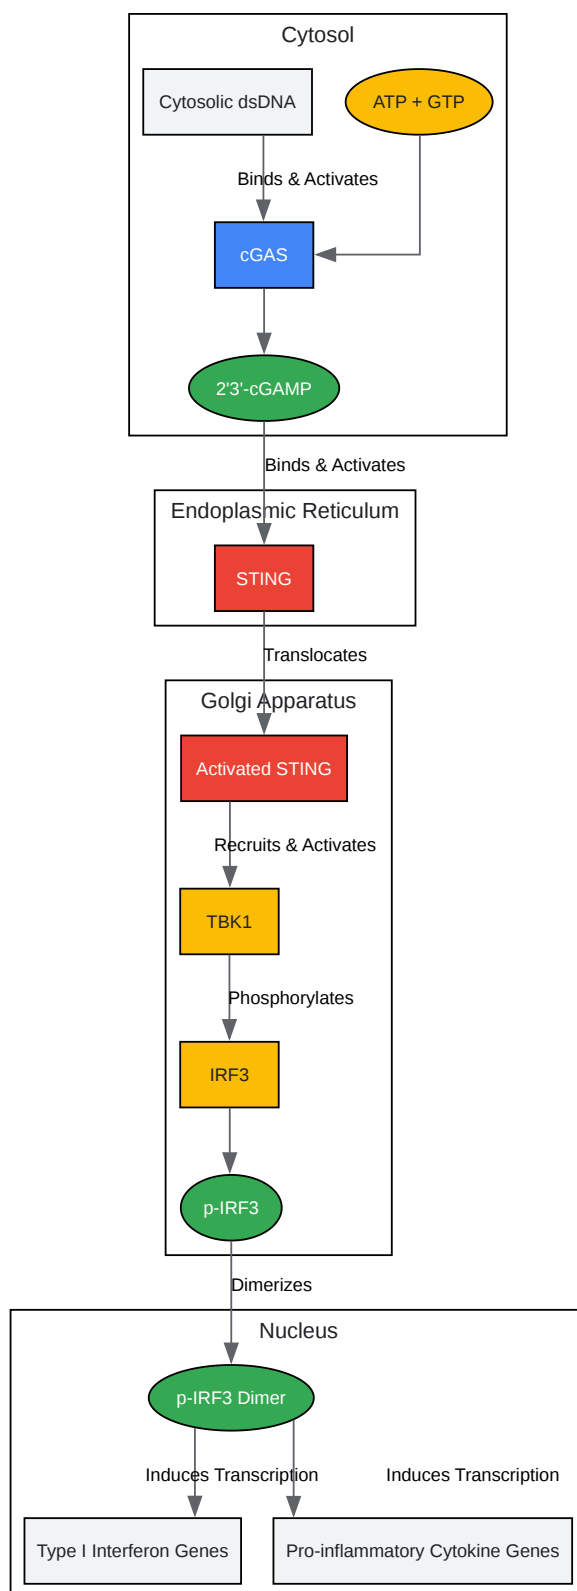 Cytosol
Cytosolic dsDNA
ATP + GTP
Binds & Activates
cGAS
2'3'-cGAMP
Binds & Activates
Endoplasmic Reticulum
STING
Translocates
Golgi Apparatus
Activated STING
Recruits & Activates
TBK1
Phosphorylates
IRF3
p-IRF3
Dimerizes
Nucleus
p-IRF3 Dimer
Induces Transcription
Induces Transcription
Type I Interferon Genes
Pro-inflammatory Cytokine Genes